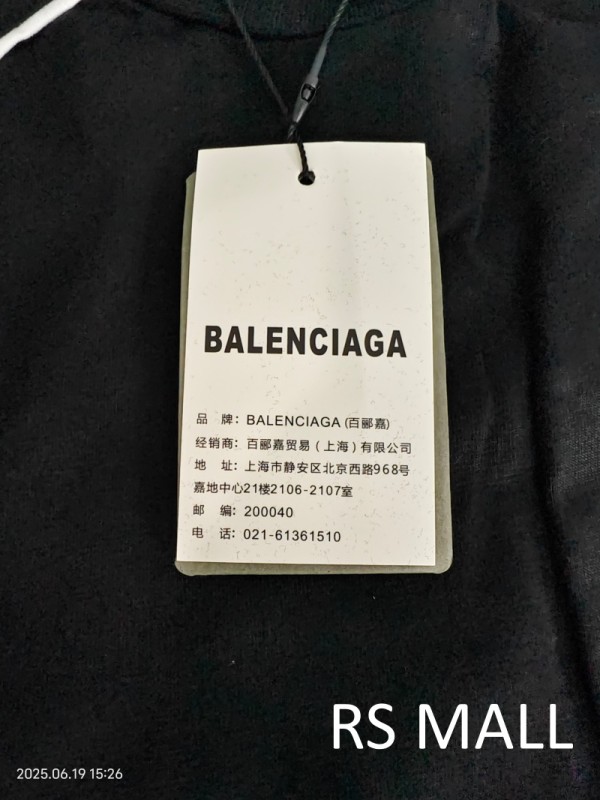 BALENCIAGA
品 牌：BALENCIAGA (百郦嘉)
经销商：百郦嘉贸易（上海）有限公司
地 址：上海市静安区北京西路968号
嘉地中心21楼2106-2107室
邮 编：200040
电 话：021-61361510
RS MALL
2025.06.19 15:26